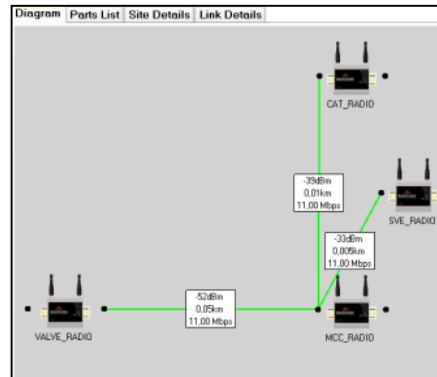 Diagram Parts List Site Details Link Details
CAT_RADIO
-39dBm
0,01km
11,00 Mbps
SVE_RADIO
-33dBm
0,005km
11,00 Mbps
-52dBm
0,05km
11,00 Mbps
VALVE_RADIO
MCC_RADIO